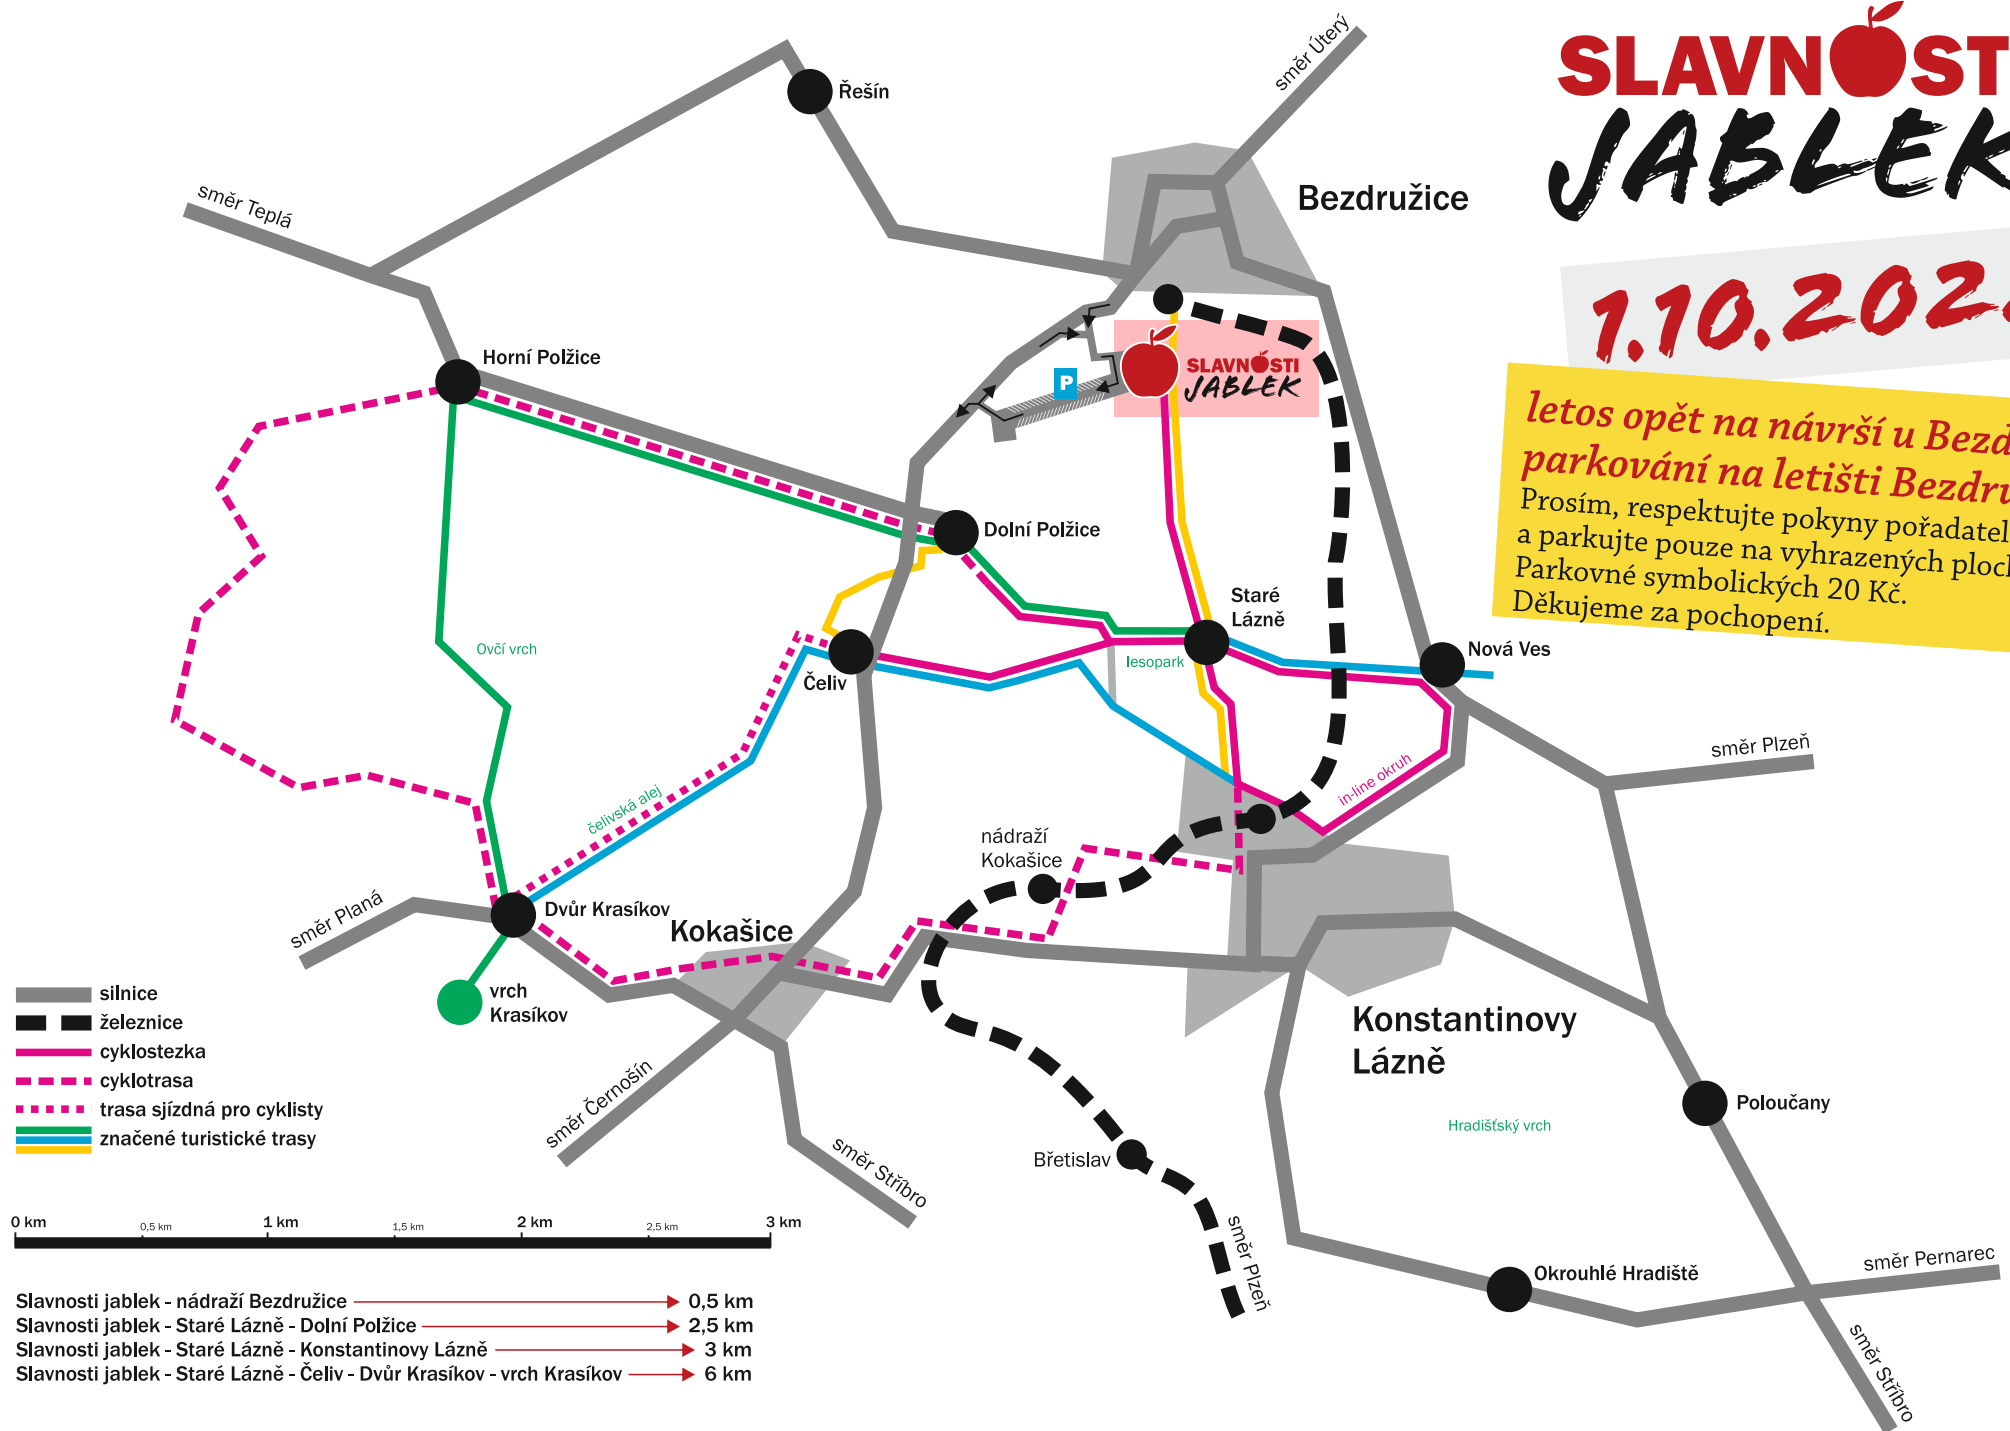 SLAVNOSTI
JABLEK
1.10.202
letos opět na návrší u Bezd
parkování na letišti Bezdru
Prosím, respektujte pokyny pořadatel
a parkujte pouze na vyhrazených ploch
Parkovné symbolických 20 Kč.
Děkujeme za pochopení.
směr Úterý
Řešín
Bezdružice
směr Teplá
Horní Polžice
P
SLAVNOSTI
JABLEK
Dolní Polžice
Staré
Lázně
Ovčí vrch
Čeliv
lesopark
Nová Ves
směr Plzeň
in-line okruh
čelivská alej
nádraží
Kokašice
směr Planá
Dvůr Krasíkov
Kokašice
vrch
Krasíkov
Konstantinovy
Lázně
silnice
železnice
cyklostezka
cyklotrasa
trasa sjízdná pro cyklisty
značené turistické trasy
směr Černošín
směr Stříbro
Břetislav
Hradišťský vrch
Poloučany
směr Plzeň
Okrouhlé Hradiště
směr Pernarec
směr Stříbro
0 km 0,5 km 1 km 1,5 km 2 km 2,5 km 3 km
Slavnosti jablek - nádraží Bezdružice 0,5 km
Slavnosti jablek - Staré Lázně - Dolní Polžice 2,5 km
Slavnosti jablek - Staré Lázně - Konstantinovy Lázně 3 km
Slavnosti jablek - Staré Lázně - Čeliv - Dvůr Krasíkov - vrch Krasíkov 6 km